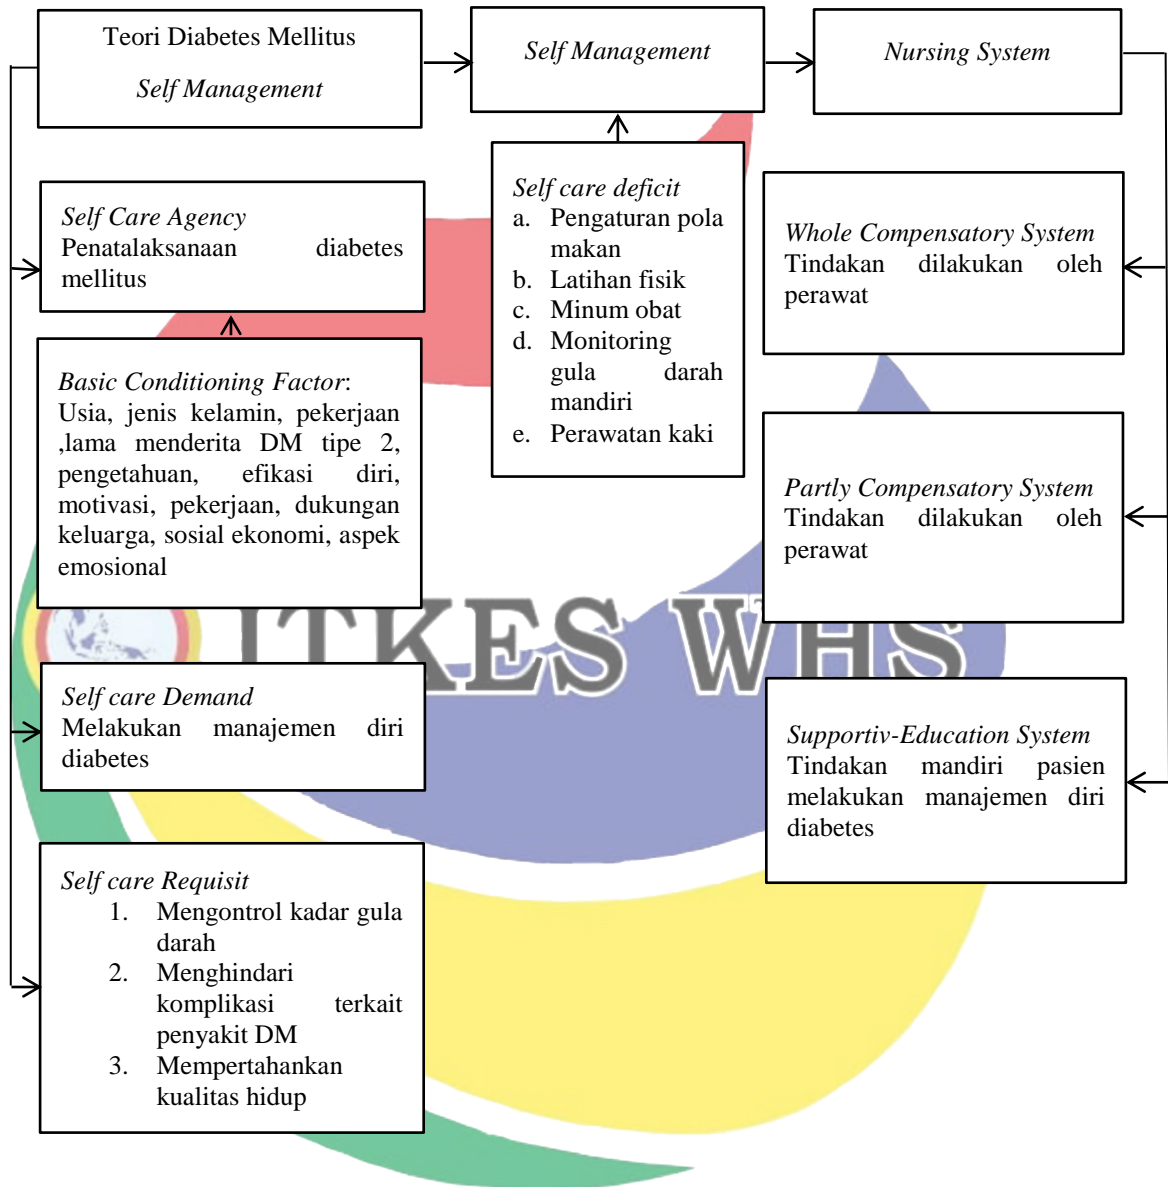 Teori Diabetes Mellitus
Self Management
Self Management
Nursing System
Self Care Agency
Penatalaksanaan diabetes
mellitus
Basic Conditioning Factor:
Usia, jenis kelamin, pekerjaan
,lama menderita DM tipe 2,
pengetahuan, efikasi diri,
motivasi, pekerjaan, dukungan
keluarga, sosial ekonomi, aspek
emosional
Self care Demand
Melakukan manajemen diri
diabetes
Self care Requisit
1. Mengontrol kadar gula
darah
2. Menghindari
komplikasi terkait
penyakit DM
3. Mempertahankan
kualitas hidup
Self care deficit
a. Pengaturan pola
makan
b. Latihan fisik
c. Minum obat
d. Monitoring
gula darah
mandiri
e. Perawatan kaki
Whole Compensatory System
Tindakan dilakukan oleh
perawat
Partly Compensatory System
Tindakan dilakukan oleh
perawat
Supportiv-Education System
Tindakan mandiri pasien
melakukan manajemen diri
diabetes
ITKES WHS